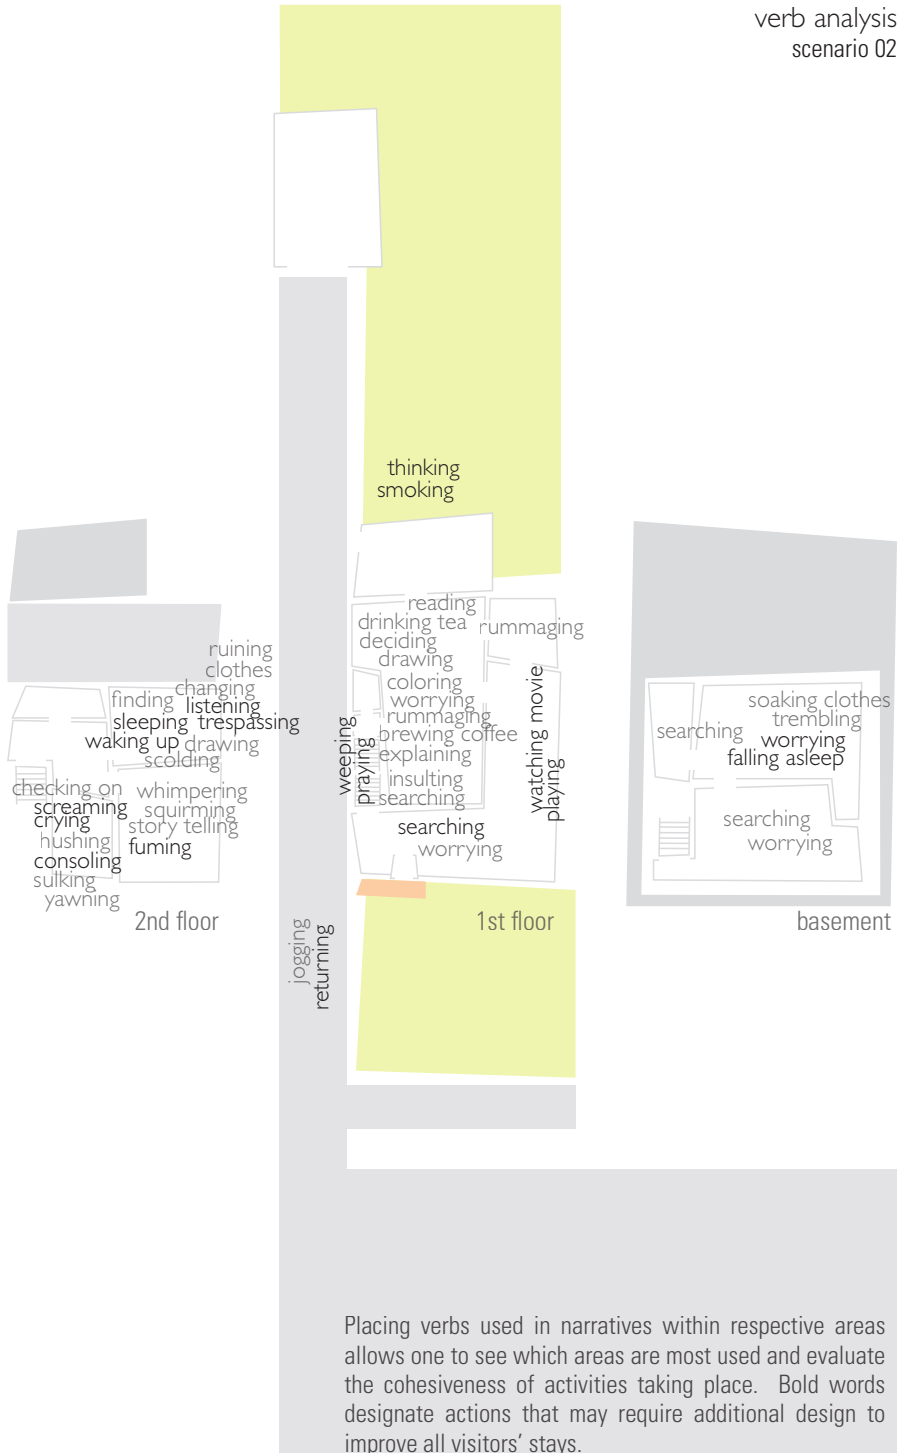 verb analysis
scenario 02
thinking
smoking
reading
drinking tea
deciding
drawing
coloring
worrying
rummaging
brewing coffee
explaining
insulting
searching
rummaging
watching movie
playing
weeping
praying
searching
worrying
1st floor
ruining
clothes
changing
finding
listening
sleeping
trespassing
waking up
drawing
scolding
checking on
screaming
crying
hushing
consoling
sulking
yawning
whimpering
squirming
story telling
fuming
2nd floor
soaking clothes
trembling
searching
worrying
falling asleep
searching
worrying
basement
jogging
returning
Placing verbs used in narratives within respective areas
allows one to see which areas are most used and evaluate
the cohesiveness of activities taking place. Bold words
designate actions that may require additional design to
improve all visitors' stays.